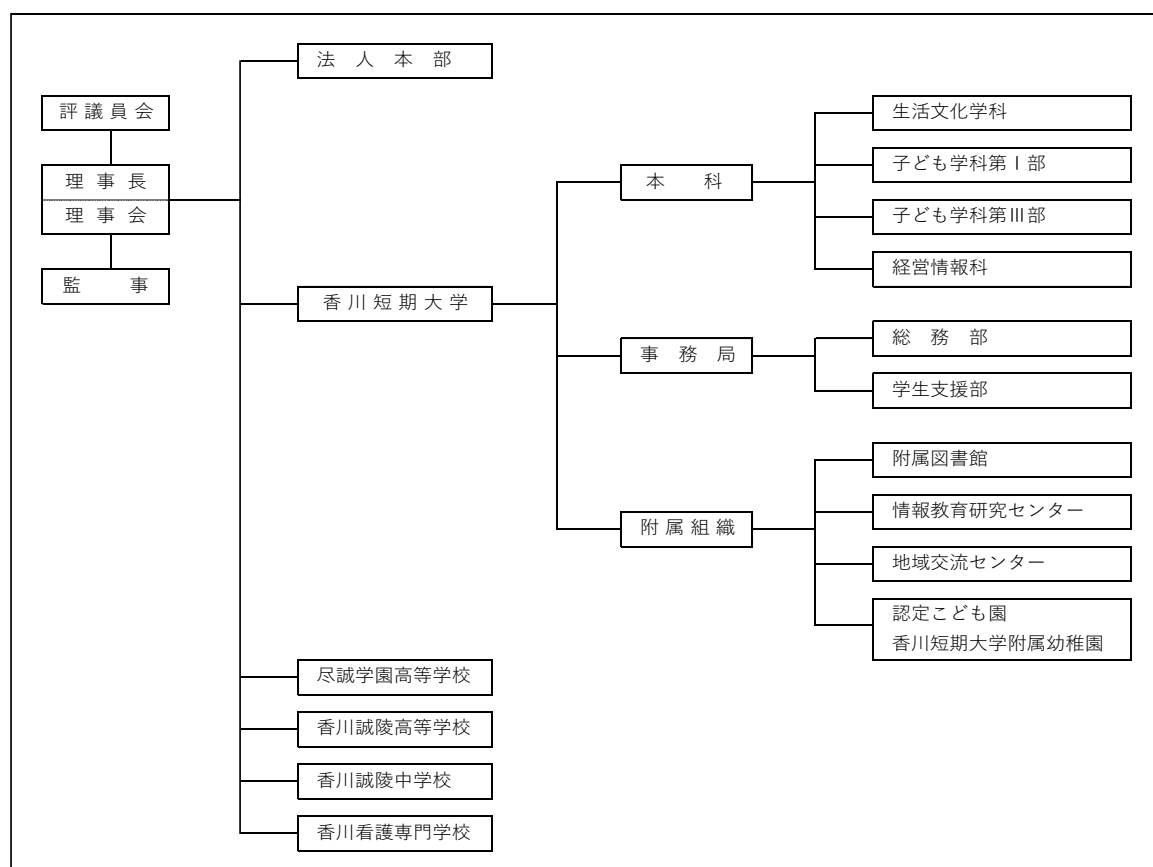 法人本部
評議員会
理事長
理事会
監事
香川短期大学
本科
生活文化学科
子ども学科第Ⅰ部
子ども学科第Ⅲ部
経営情報科
事務局
総務部
学生支援部
附属組織
附属図書館
情報教育研究センター
地域交流センター
認定こども園
香川短期大学附属幼稚園
尽誠学園高等学校
香川誠陵高等学校
香川誠陵中学校
香川看護専門学校